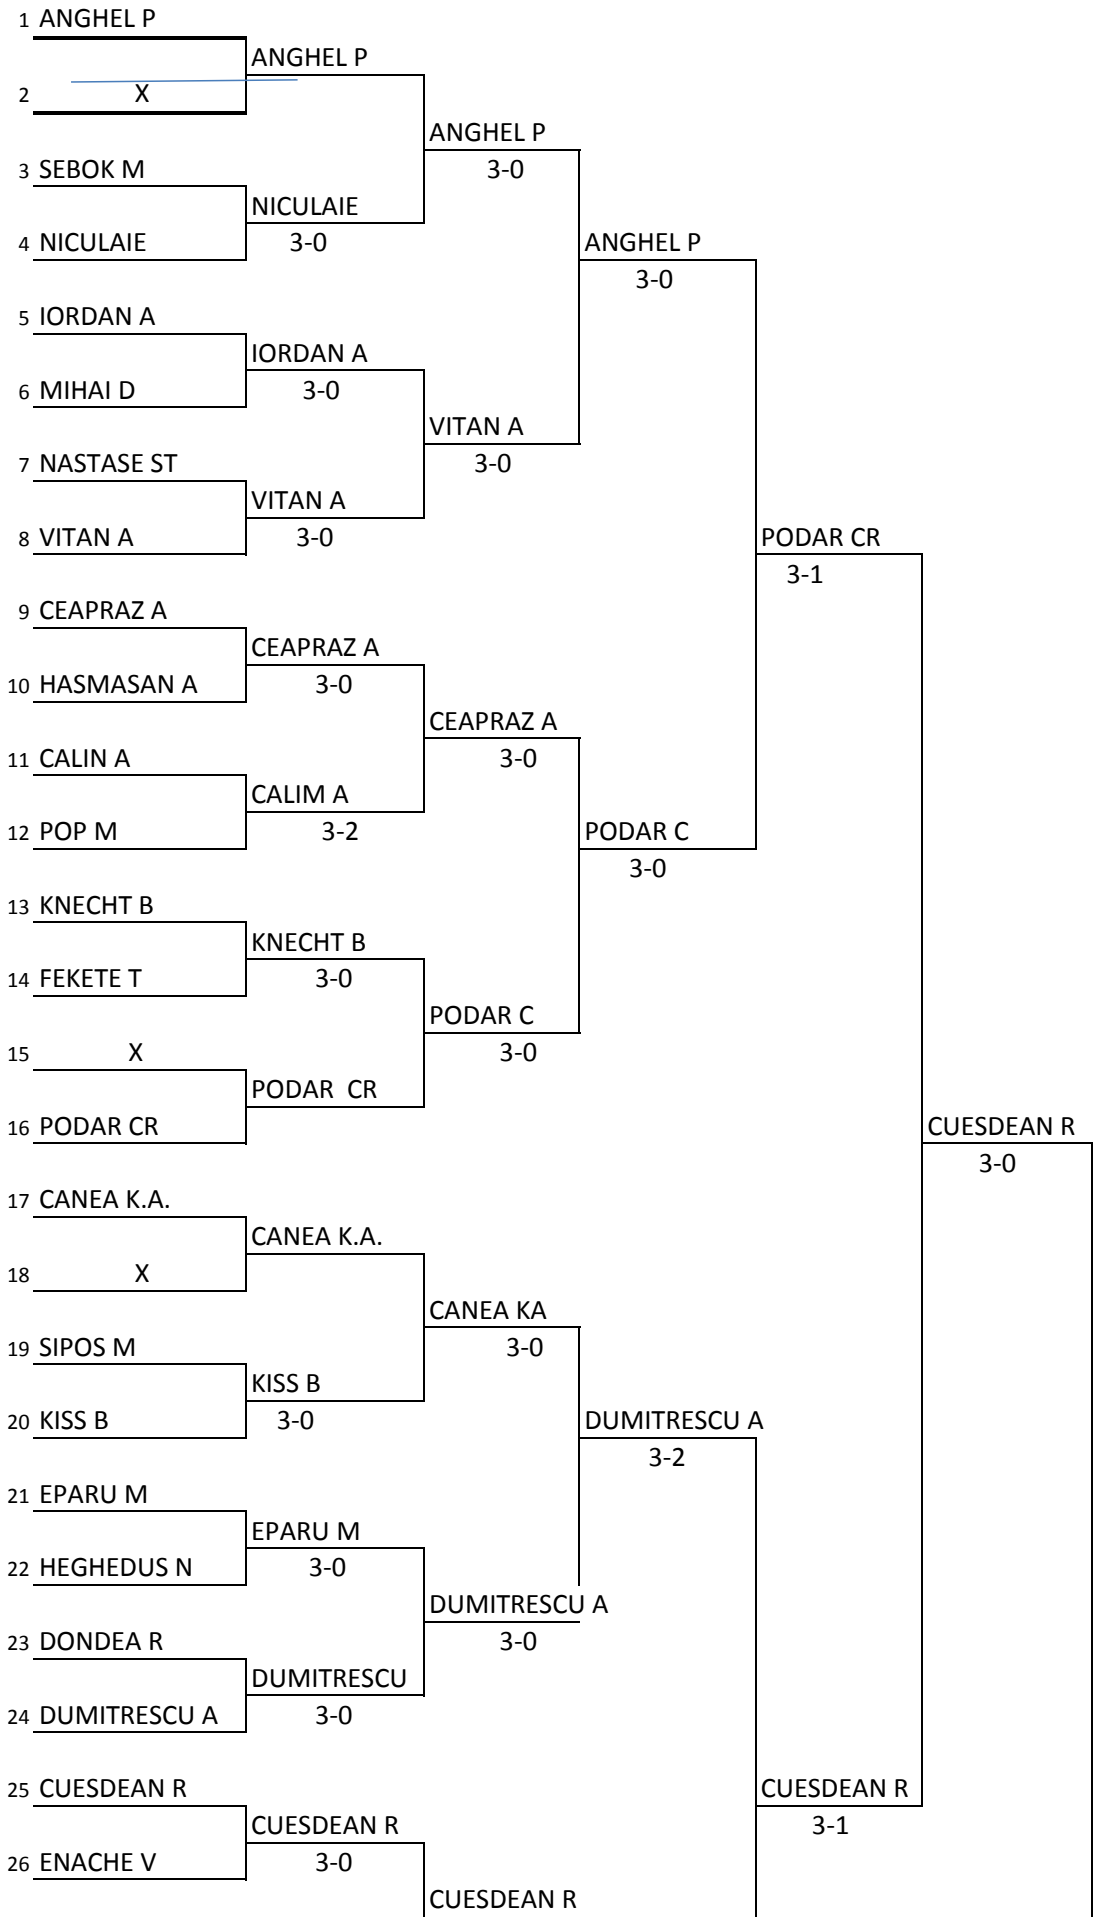 1 ANGHEL P
ANGHEL P
2 X
ANGHEL P
3 SEBOK M
3-0
NICULAIE
4 NICULAIE
3-0
ANGHEL P
3-0
5 IORDAN A
IORDAN A
6 MIHAI D
3-0
VITAN A
7 NASTASE ST
3-0
VITAN A
8 VITAN A
3-0
PODAR CR
3-1
9 CEAPRAZ A
CEAPRAZ A
10 HASMASAN A
3-0
CEAPRAZ A
11 CALIN A
3-0
CALIM A
12 POP M
3-2
PODAR C
3-0
13 KNECHT B
KNECHT B
14 FEKETE T
3-0
PODAR C
15 X
3-0
PODAR  CR
16 PODAR CR
CUESDEAN R
3-0
17 CANEA K.A.
CANEA K.A.
18 X
CANEA KA
19 SIPOS M
3-0
KISS B
20 KISS B
3-0
DUMITRESCU A
3-2
21 EPARU M
EPARU M
22 HEGHEDUS N
3-0
DUMITRESCU A
23 DONDEA R
3-0
DUMITRESCU
24 DUMITRESCU A
3-0
25 CUESDEAN R
CUESDEAN R
3-1
CUESDEAN R
26 ENACHE V
3-0
CUESDEAN R